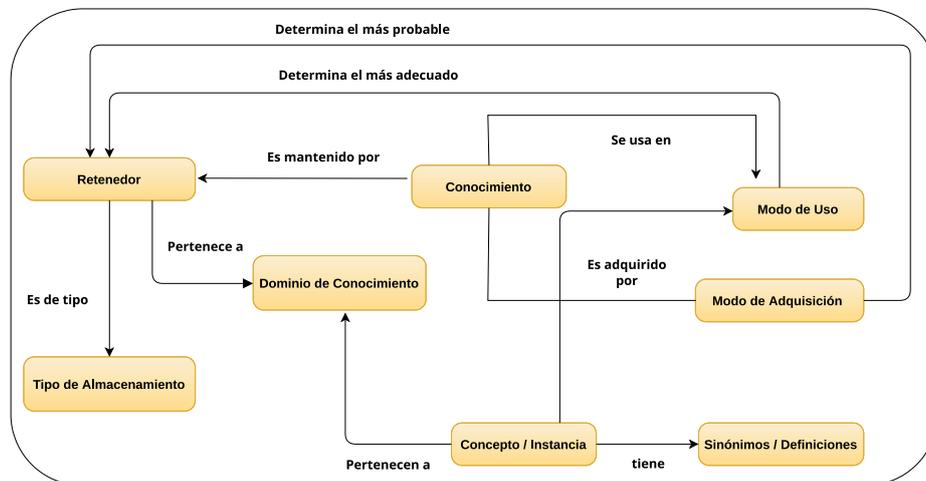 Determina el más probable
Determina el más adecuado
Se usa en
Es mantenido por
Retenedor
Conocimiento
Modo de Uso
Pertenece a
Es adquirido
por
Dominio de Conocimiento
Es de tipo
Modo de Adquisición
Tipo de Almacenamiento
Concepto / Instancia
Sinónimos / Definiciones
Pertenecen a
tiene